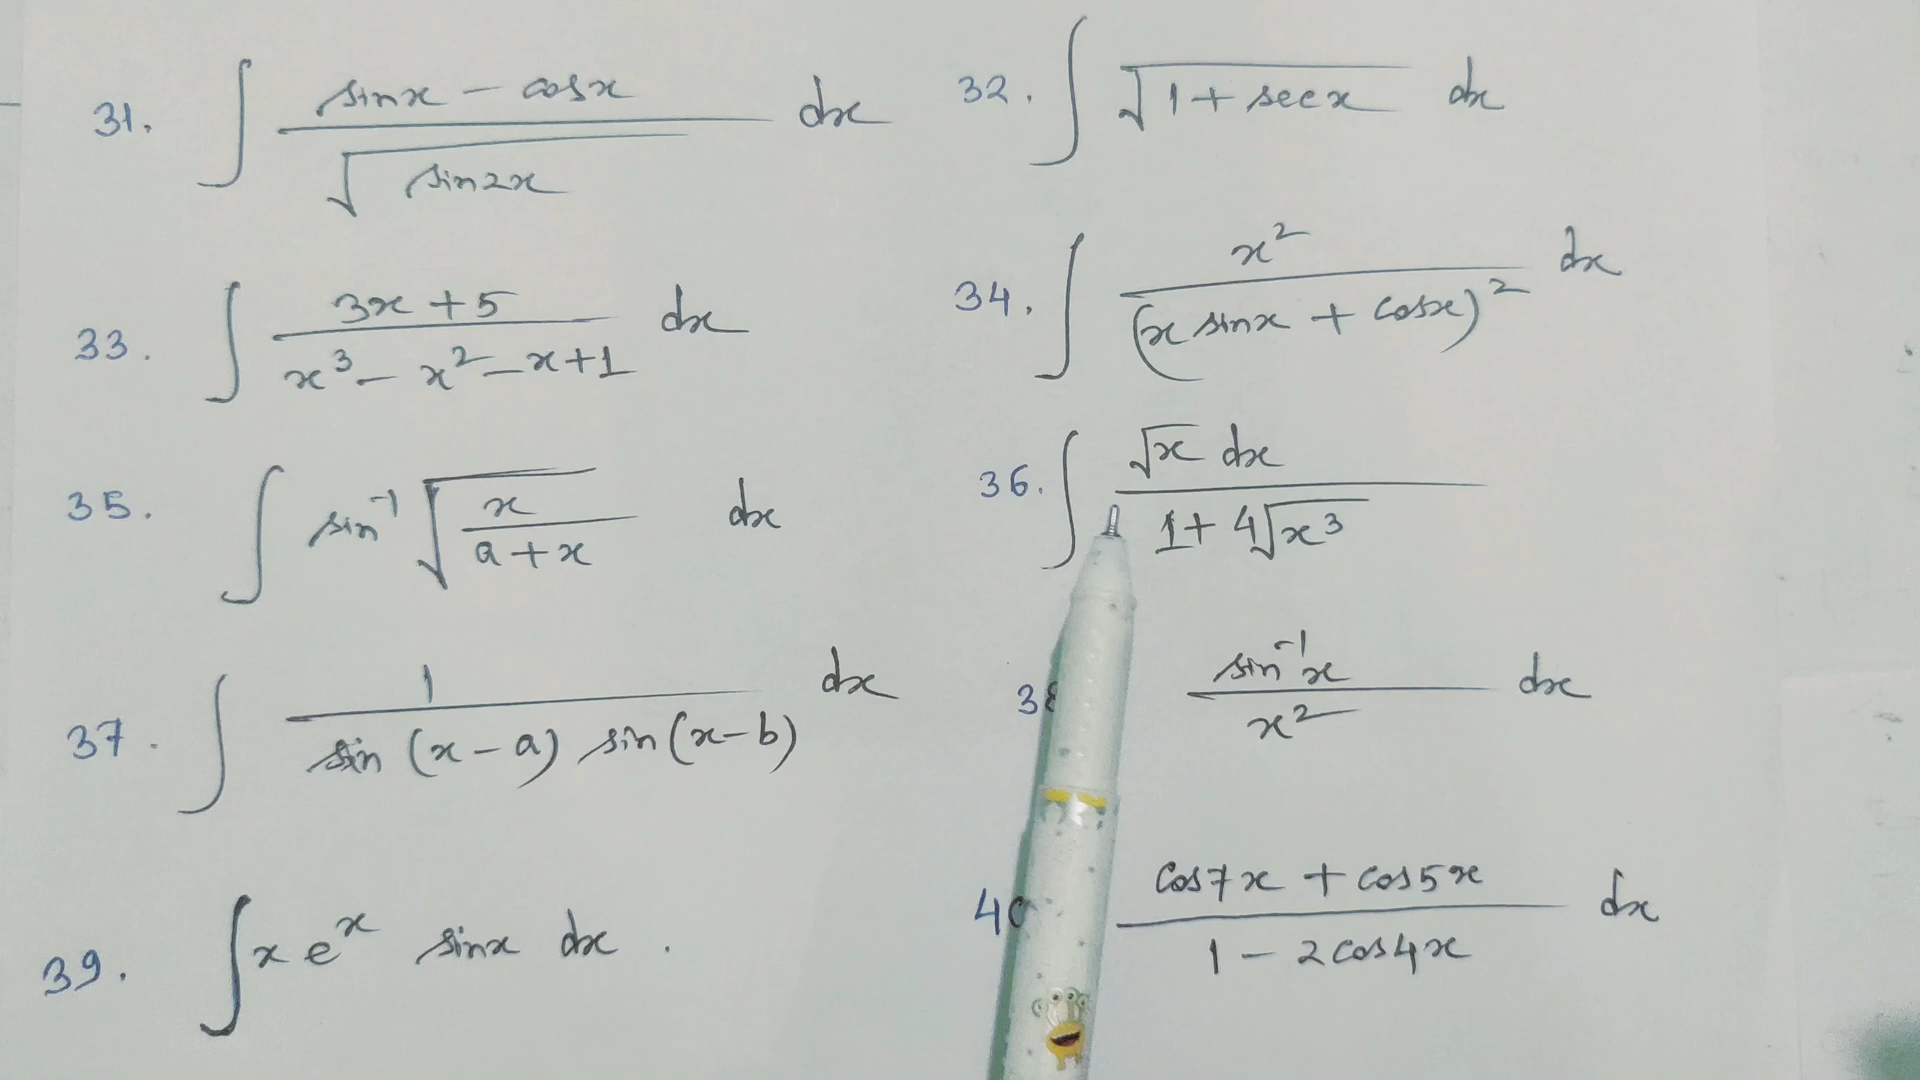 31. ∫ (sinx - cosx) / √(sin2x) dx
32. ∫ √(1 + secx) dx
33. ∫ (3x + 5) / (x³ - x² - x + 1) dx
34. ∫ x² / (x sinx + cosx)² dx
35. ∫ sin⁻¹ √(x / (a + x)) dx
36. ∫ √x dx / (1 + 4√x³)
37. ∫ 1 / (sin (x - a) sin (x - b)) dx
38 sin⁻¹x / x² dx
39. ∫ x eˣ sinx dx .
40 (cos7x + cos5x) / (1 - 2cos4x) dx